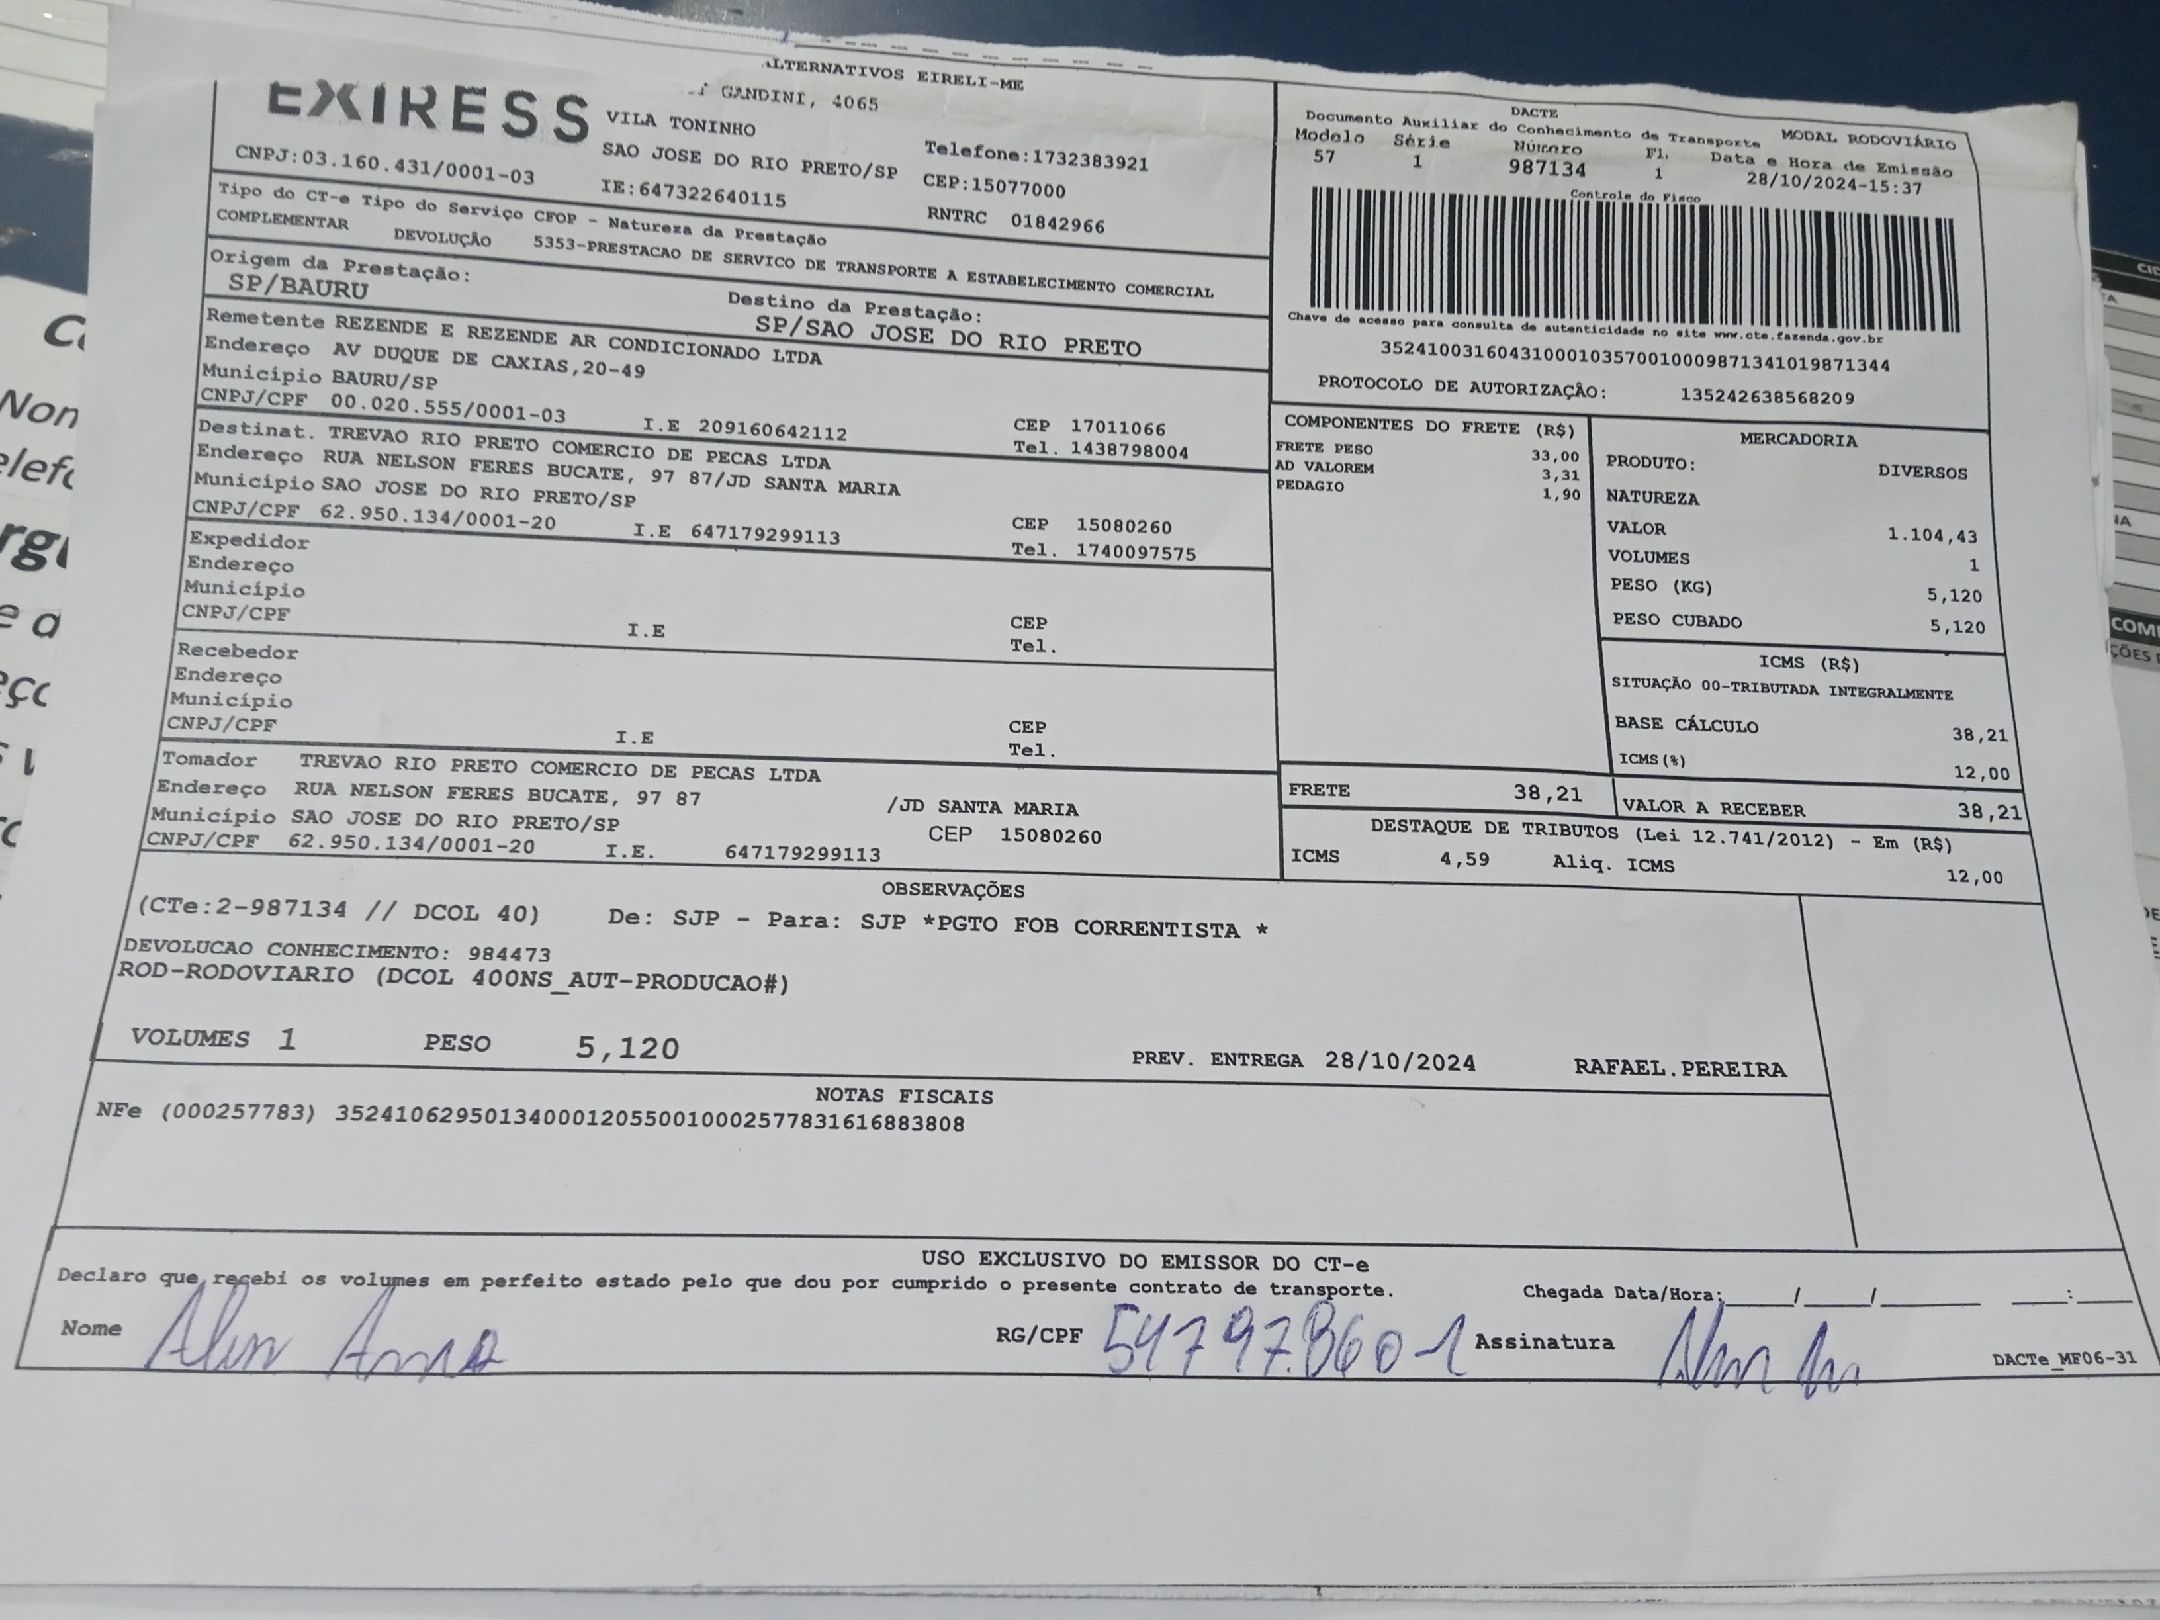 ALTERNATIVOS EIRELI-ME
GANDINI, 4065
EXPRESS
VILA TONINHO
SAO JOSE DO RIO PRETO/SP
Telefone:1732383921
CNPJ:03.160.431/0001-03
IE:647322640115
CEP:15077000
RNTRC 01842966
Tipo do CT-e Tipo do Serviço CFOP - Natureza da Prestação
COMPLEMENTAR DEVOLUÇÃO 5353-PRESTACAO DE SERVICO DE TRANSPORTE A ESTABELECIMENTO COMERCIAL
Origem da Prestação:
SP/BAURU
Destino da Prestação:
SP/SAO JOSE DO RIO PRETO
Remetente REZENDE E REZENDE AR CONDICIONADO LTDA
Endereço AV DUQUE DE CAXIAS,20-49
Município BAURU/SP
CEP 17011066
CNPJ/CPF 00.020.555/0001-03 I.E 209160642112 Tel. 1438798004
Destinat. TREVAO RIO PRETO COMERCIO DE PECAS LTDA
Endereço RUA NELSON FERES BUCATE, 97 87/JD SANTA MARIA
Município SAO JOSE DO RIO PRETO/SP CEP 15080260
CNPJ/CPF 62.950.134/0001-20 I.E 647179299113 Tel. 1740097575
Expedidor
Endereço
Município
CEP
CNPJ/CPF I.E Tel.
Recebedor
Endereço
Município
CEP
CNPJ/CPF I.E Tel.
Tomador TREVAO RIO PRETO COMERCIO DE PECAS LTDA
Endereço RUA NELSON FERES BUCATE, 97 87 /JD SANTA MARIA
Município SAO JOSE DO RIO PRETO/SP CEP 15080260
CNPJ/CPF 62.950.134/0001-20 I.E. 647179299113
DACTE
Documento Auxiliar do Conhecimento de Transporte MODAL RODOVIÁRIO
Modelo Série Número Fl. Data e Hora de Emissão
57 1 987134 1 28/10/2024-15:37
Controle do Fisco
Chave de acesso para consulta de autenticidade no site www.cte.fazenda.gov.br
35241003160431000103570010009871341019871344
PROTOCOLO DE AUTORIZAÇÃO: 135242638568209
COMPONENTES DO FRETE (R$)
FRETE PESO 33,00
AD VALOREM 3,31
PEDAGIO 1,90
MERCADORIA
PRODUTO: DIVERSOS
NATUREZA
VALOR 1.104,43
VOLUMES 1
PESO (KG) 5,120
PESO CUBADO 5,120
ICMS (R$)
SITUAÇÃO 00-TRIBUTADA INTEGRALMENTE
BASE CÁLCULO 38,21
ICMS(%) 12,00
FRETE 38,21 VALOR A RECEBER 38,21
DESTAQUE DE TRIBUTOS (Lei 12.741/2012) - Em (R$)
ICMS 4,59 Aliq. ICMS 12,00
OBSERVAÇÕES
(CTe:2-987134 // DCOL 40) De: SJP - Para: SJP *PGTO FOB CORRENTISTA *
DEVOLUCAO CONHECIMENTO: 984473
ROD-RODOVIARIO (DCOL 400NS_AUT-PRODUCAO#)
VOLUMES 1 PESO 5,120 PREV. ENTREGA 28/10/2024 RAFAEL.PEREIRA
NOTAS FISCAIS
NFe (000257783) 35241062950134000120550010002577831616883808
USO EXCLUSIVO DO EMISSOR DO CT-e
Declaro que recebi os volumes em perfeito estado pelo que dou por cumprido o presente contrato de transporte.
Chegada Data/Hora:____/____/______ ____:____
Nome RG/CPF 54797.860-1 Assinatura
DACTe_MF06-31